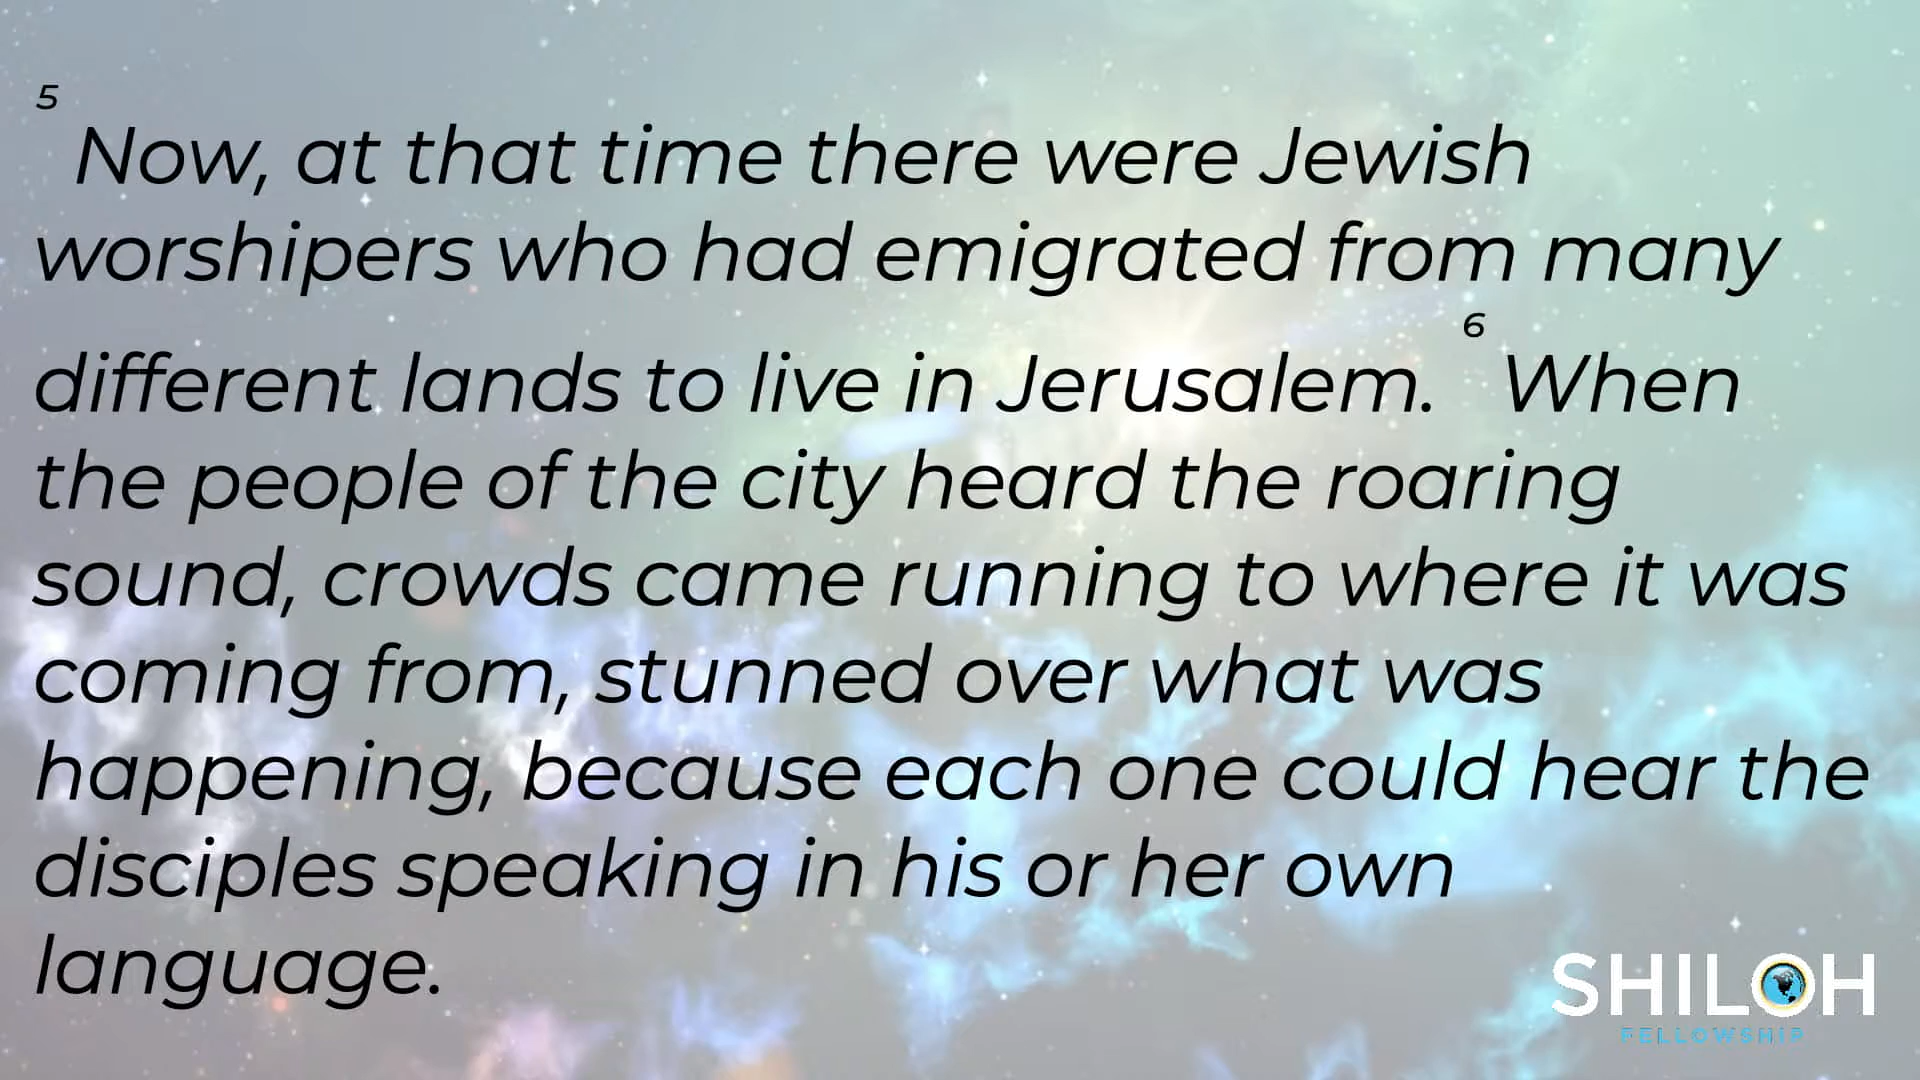 5
Now, at that time there were Jewish
worshipers who had emigrated from many
different lands to live in Jerusalem. 6 When
the people of the city heard the roaring
sound, crowds came running to where it was
coming from, stunned over what was
happening, because each one could hear the
disciples speaking in his or her own
language.
SHILOH
FELLOWSHIP